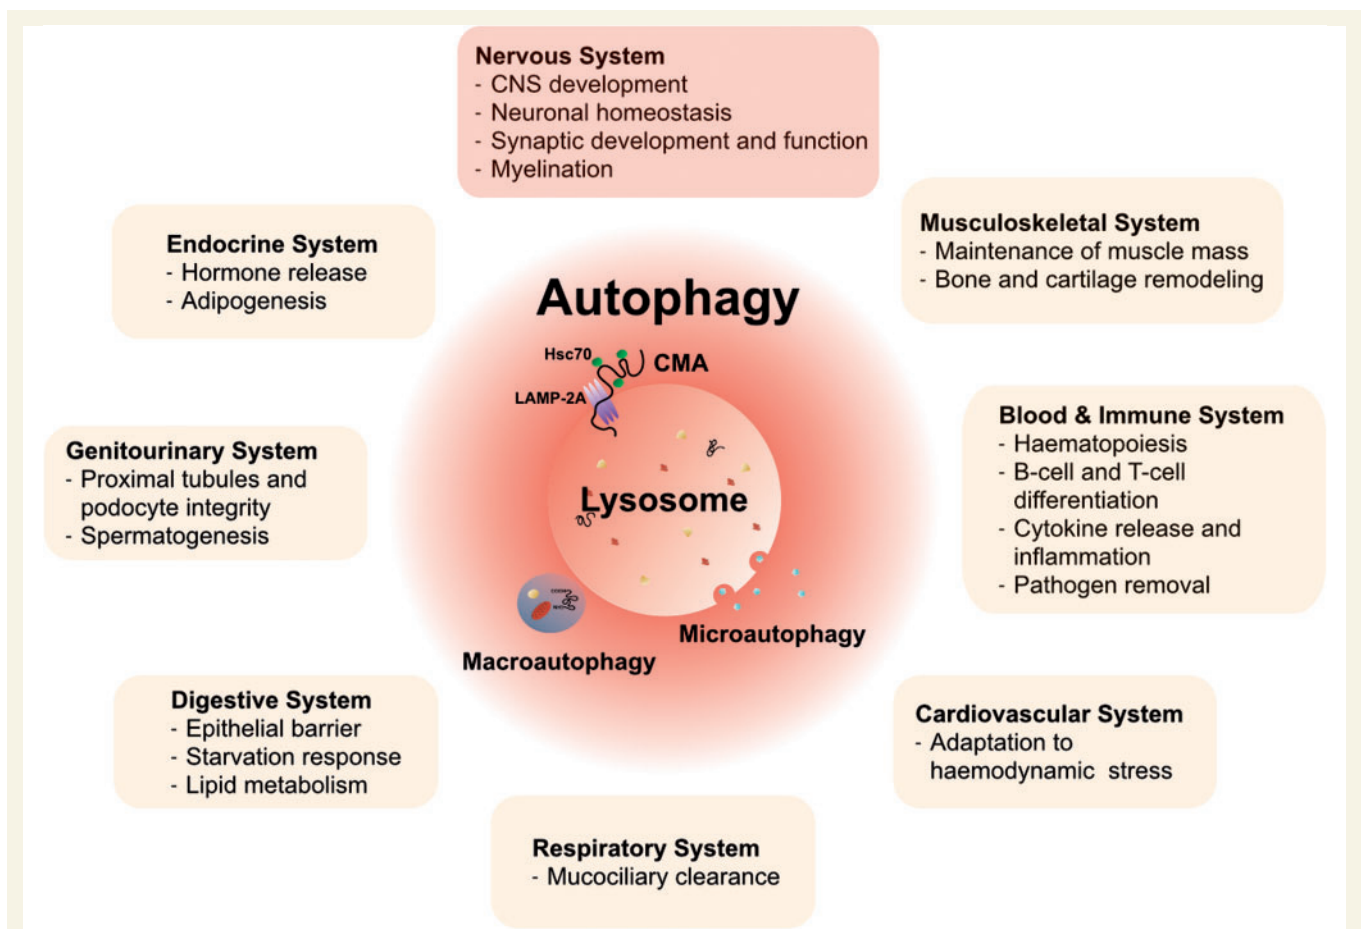 Nervous System
- CNS development
- Neuronal homeostasis
- Synaptic development and function
- Myelination
Musculoskeletal System
- Maintenance of muscle mass
- Bone and cartilage remodeling
Endocrine System
- Hormone release
- Adipogenesis
Autophagy
Hsc70
CMA
LAMP-2A
Blood & Immune System
- Haematopoiesis
- B-cell and T-cell
differentiation
- Cytokine release and
inflammation
- Pathogen removal
Genitourinary System
- Proximal tubules and
podocyte integrity
- Spermatogenesis
Lysosome
Microautophagy
Macroautophagy
Digestive System
- Epithelial barrier
- Starvation response
- Lipid metabolism
Cardiovascular System
- Adaptation to
haemodynamic stress
Respiratory System
- Mucociliary clearance